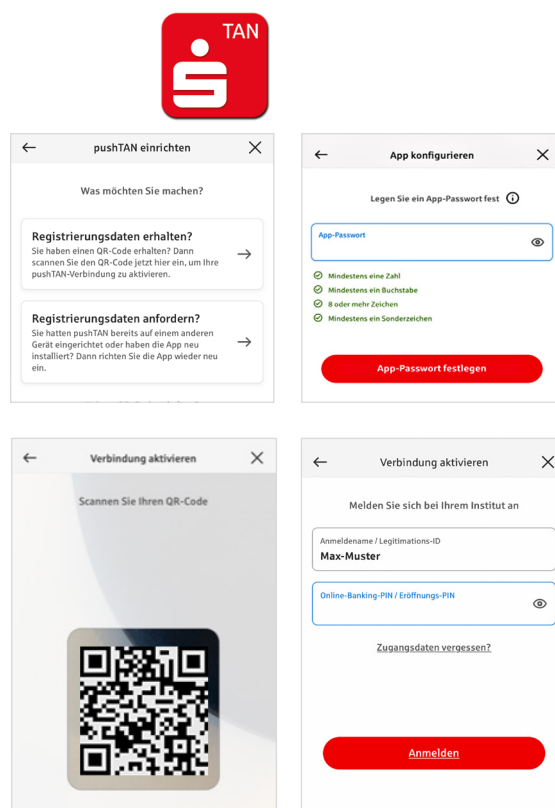 TAN
pushTAN einrichten
Was möchten Sie machen?
Registrierungsdaten erhalten?
Sie haben einen QR-Code erhalten? Dann
scannen Sie den QR-Code jetzt hier ein, um Ihre
pushTAN-Verbindung zu aktivieren.
Registrierungsdaten anfordern?
Sie hatten pushTAN bereits auf einem anderen
Gerät eingerichtet oder haben die App neu
installiert? Dann richten Sie die App wieder neu
ein.
App konfigurieren
Legen Sie ein App-Passwort fest
App-Passwort
Mindestens eine Zahl
Mindestens ein Buchstabe
8 oder mehr Zeichen
Mindestens ein Sonderzeichen
App-Passwort festlegen
Verbindung aktivieren
Scannen Sie Ihren QR-Code
Verbindung aktivieren
Melden Sie sich bei Ihrem Institut an
Anmeldename / Legitimations-ID
Max-Muster
Online-Banking-PIN / Eröffnungs-PIN
Zugangsdaten vergessen?
Anmelden